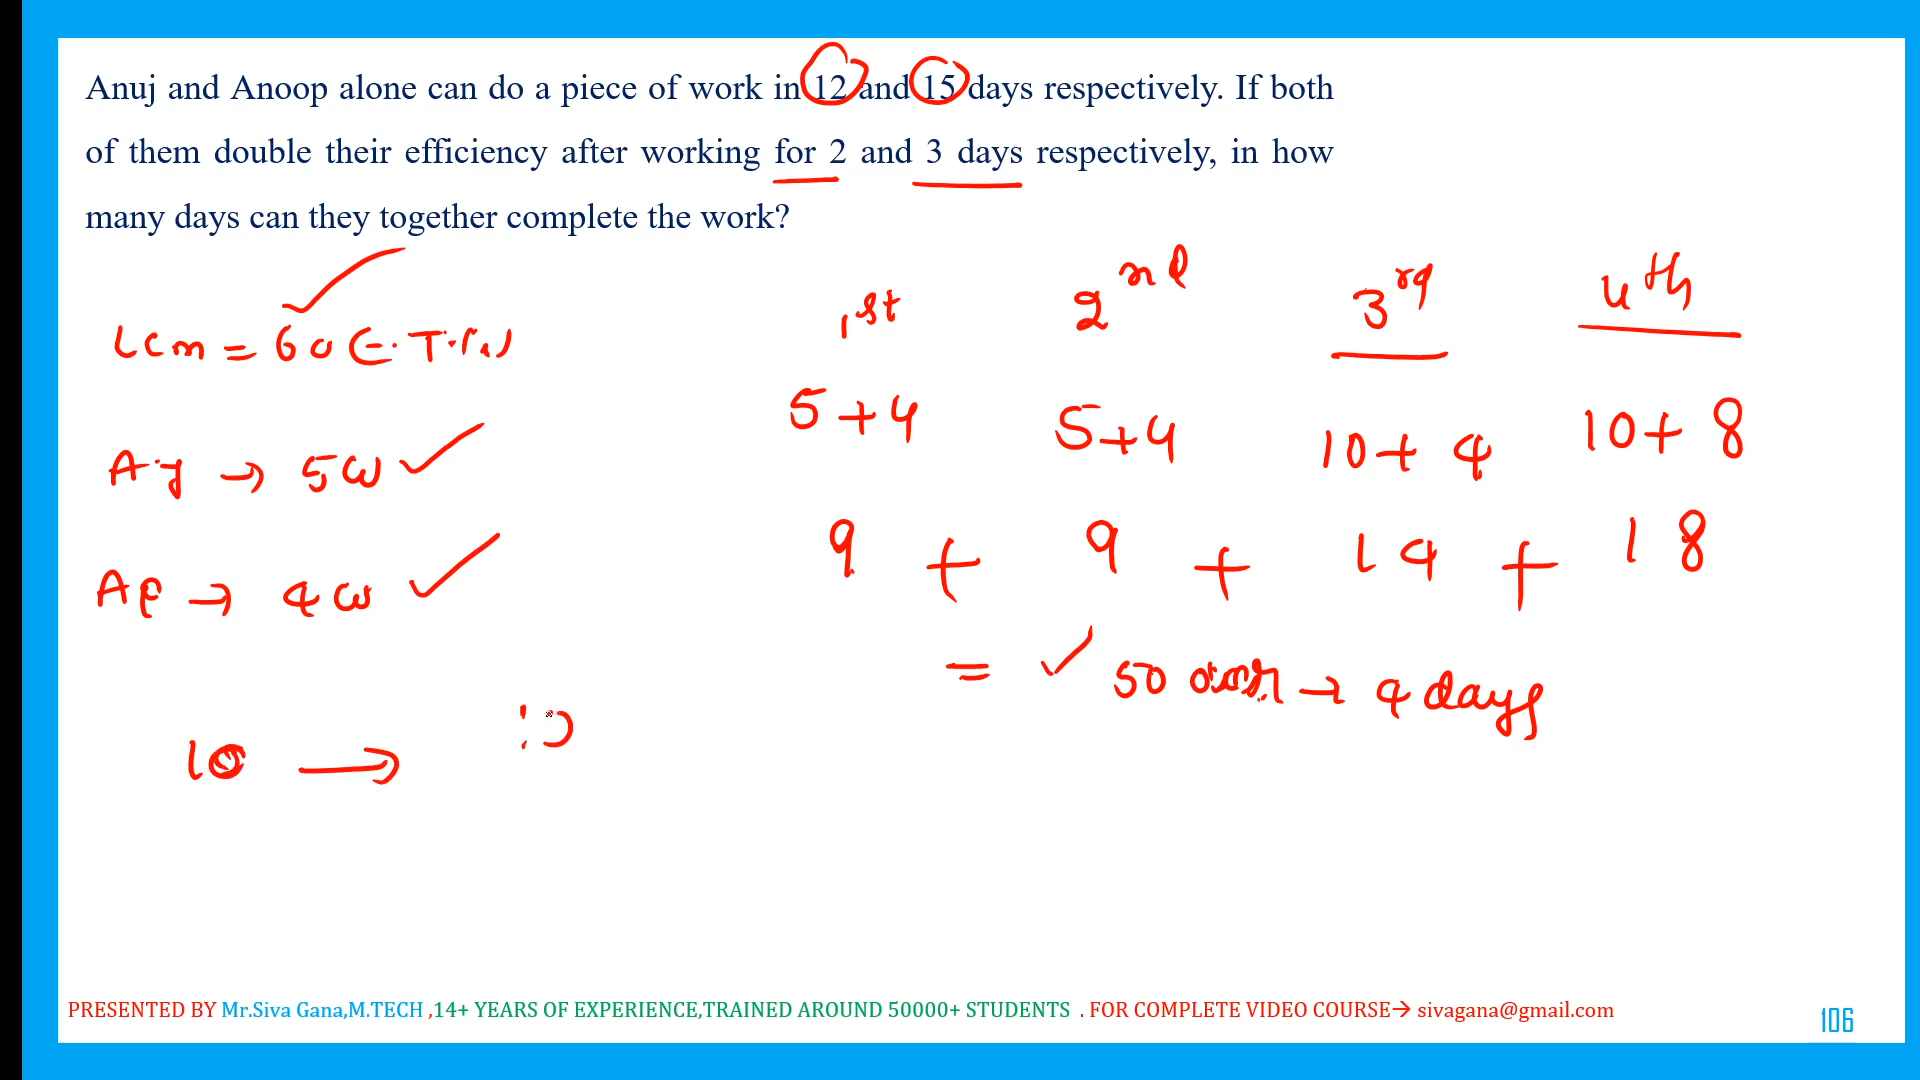 Anuj and Anoop alone can do a piece of work in 12 and 15 days respectively. If both
of them double their efficiency after working for 2 and 3 days respectively, in how
many days can they together complete the work?
1st 2nd 3rd 4th
Lcm = 60 (- T.W)
5+4 5+4 10+4 10+8
A.j → 5W
9 + 9 + 14 + 18
AP → 4W
= 50 → 4 days
10 →
PRESENTED BY Mr.Siva Gana,M.TECH ,14+ YEARS OF EXPERIENCE,TRAINED AROUND 50000+ STUDENTS . FOR COMPLETE VIDEO COURSE→ sivagana@gmail.com
106